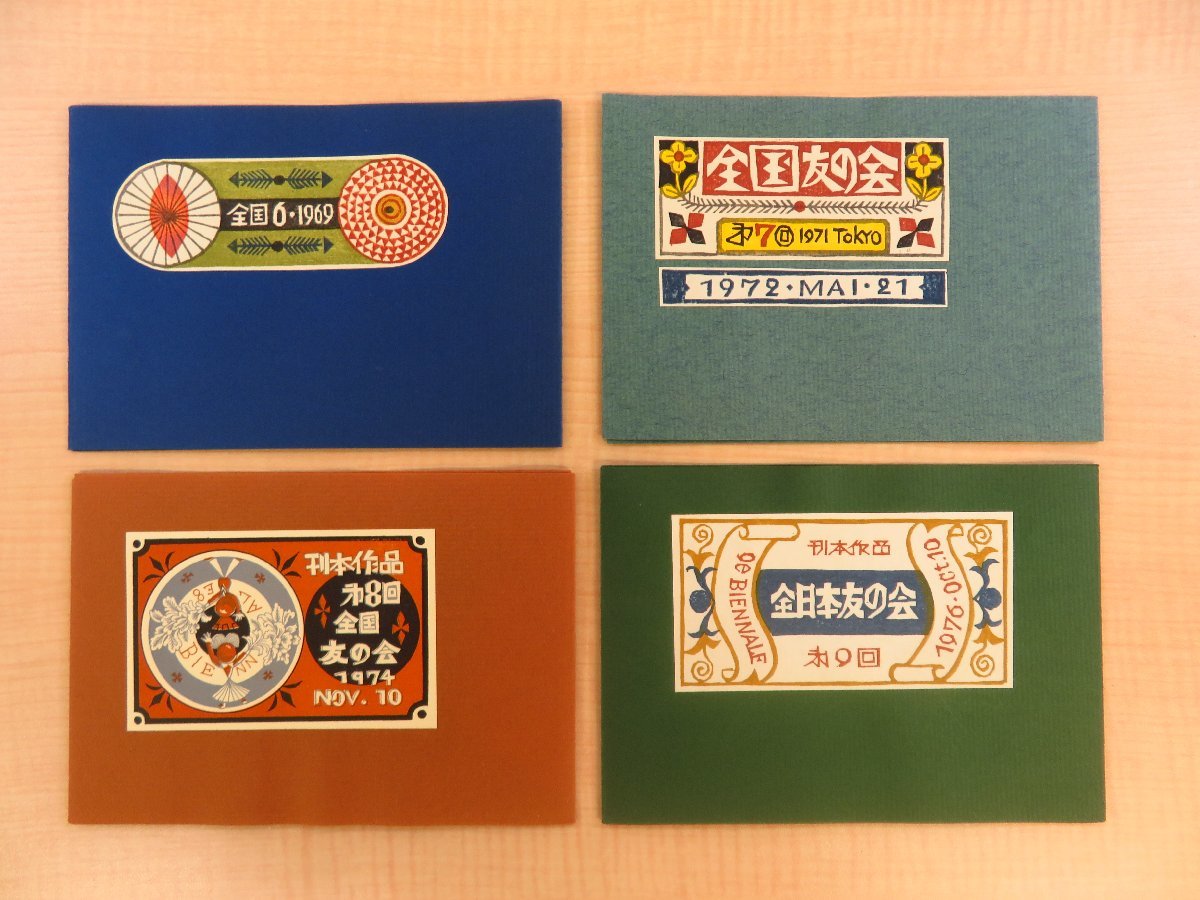 全国6・1969
全国友の会
第7回 1971 TOKYO
1972・MAI・21
BIENNALE8
刊本作品
第8回
全国
友の会
1974
NOV. 10
刊本作品
9e BIENNALE
全日本友の会
1976・OCT.10
第9回